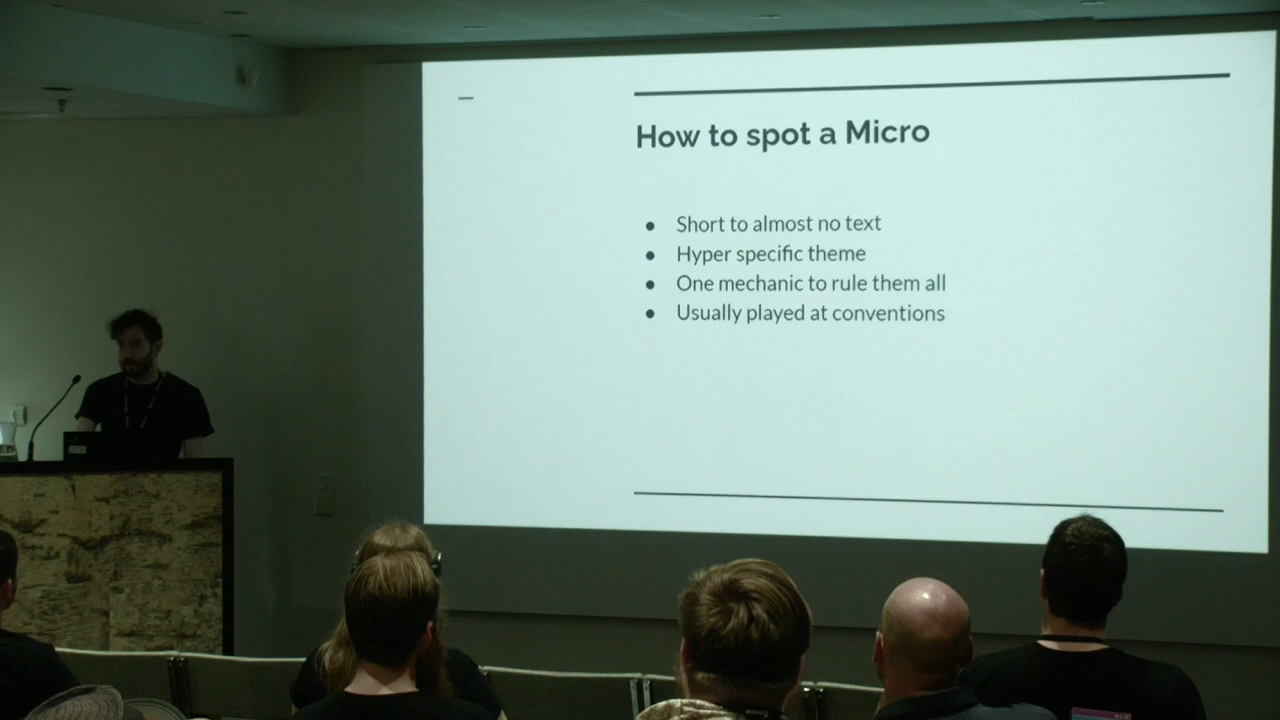 How to spot a Micro
● Short to almost no text
● Hyper specific theme
● One mechanic to rule them all
● Usually played at conventions